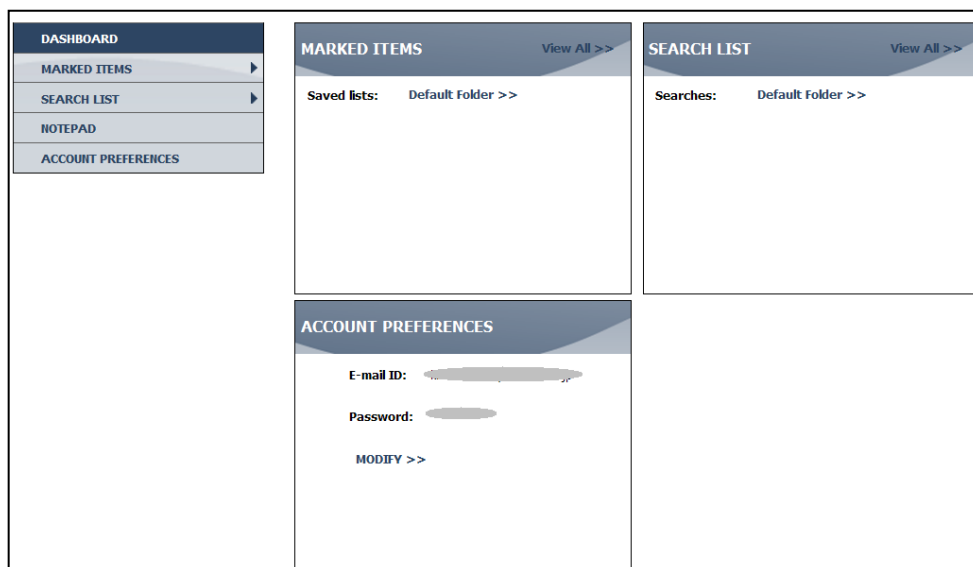 DASHBOARD
MARKED ITEMS
SEARCH LIST
NOTEPAD
ACCOUNT PREFERENCES
MARKED ITEMS View All >>
Saved lists: Default Folder >>
SEARCH LIST View All >>
Searches: Default Folder >>
ACCOUNT PREFERENCES
E-mail ID:
Password:
MODIFY >>